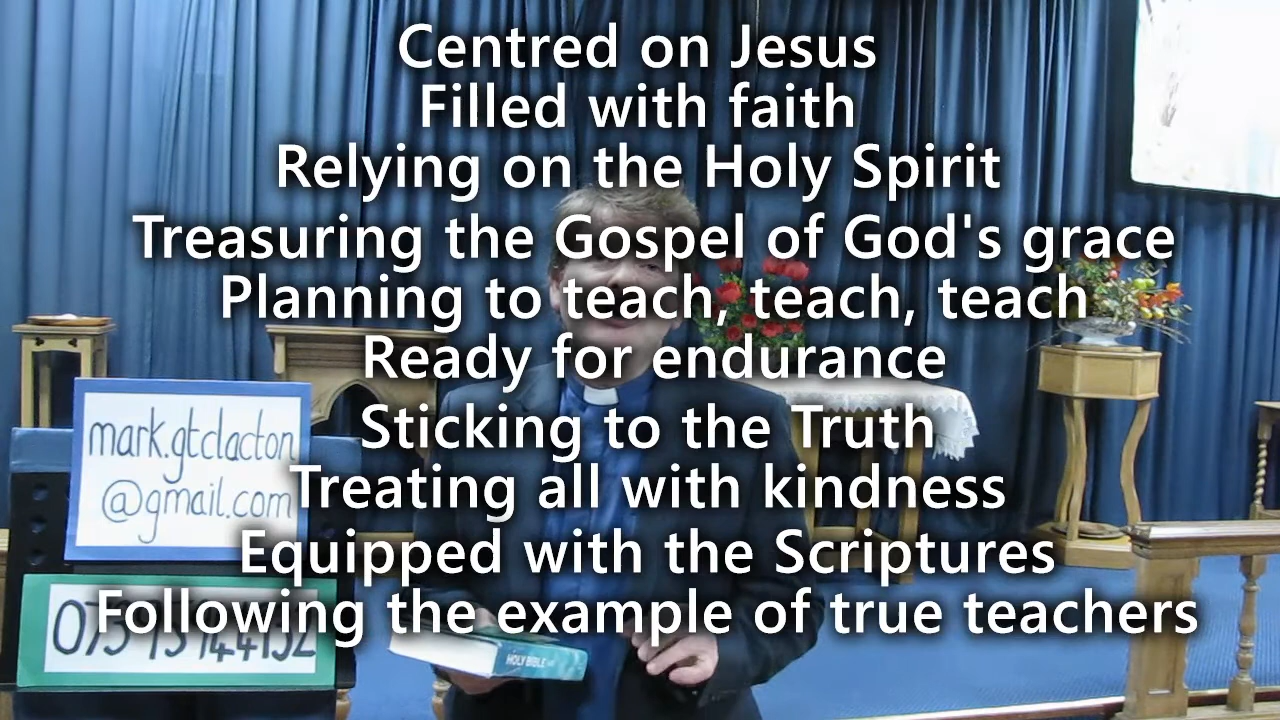 Centred on Jesus
Filled with faith
Relying on the Holy Spirit
Treasuring the Gospel of God's grace
Planning to teach, teach, teach
Ready for endurance
Sticking to the Truth
Treating all with kindness
Equipped with the Scriptures
Following the example of true teachers
mark.gtclacton
@gmail.com
HOLY BIBLE